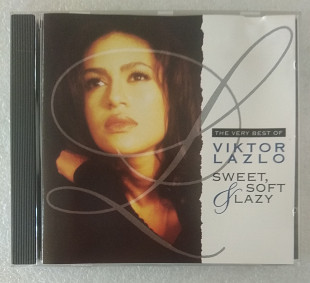 THE VERY BEST OF
VIKTOR
LAZLO
SWEET,
SOFT
& LAZY